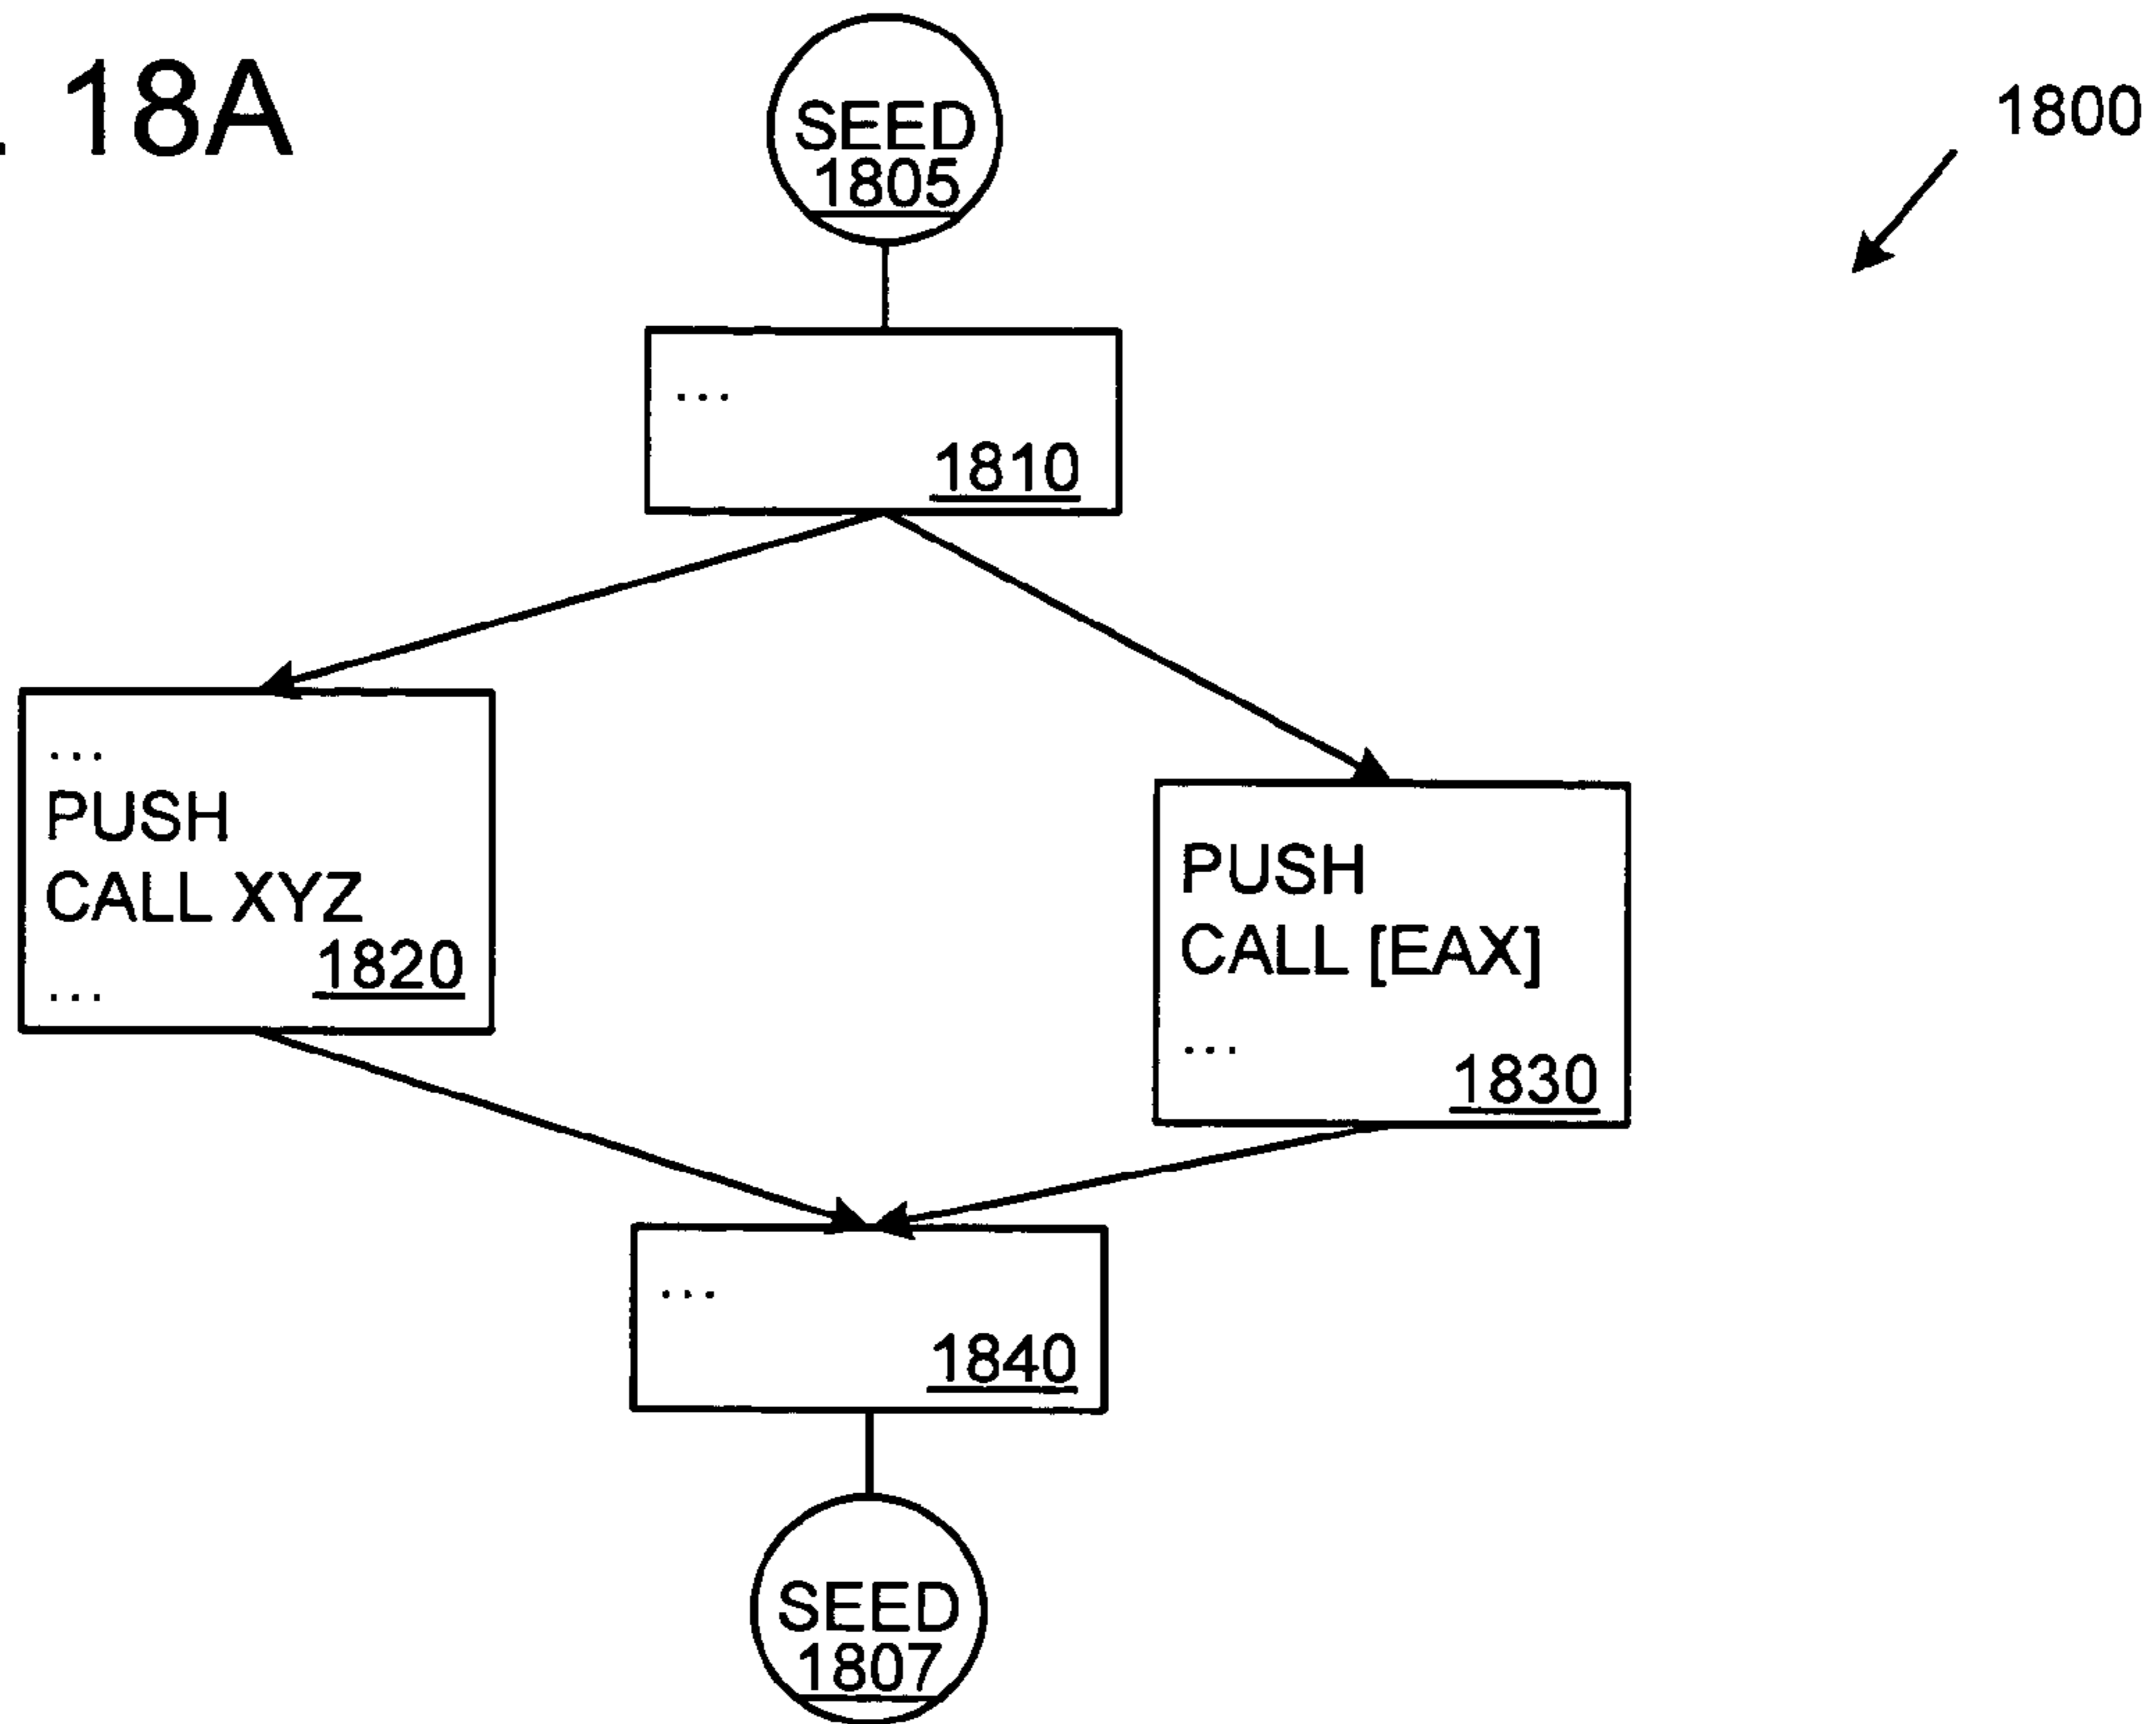 . 18A
1800
SEED
1805
...
1810
...
PUSH
CALL XYZ
1820
...
PUSH
CALL [EAX]
...
1830
...
1840
SEED
1807